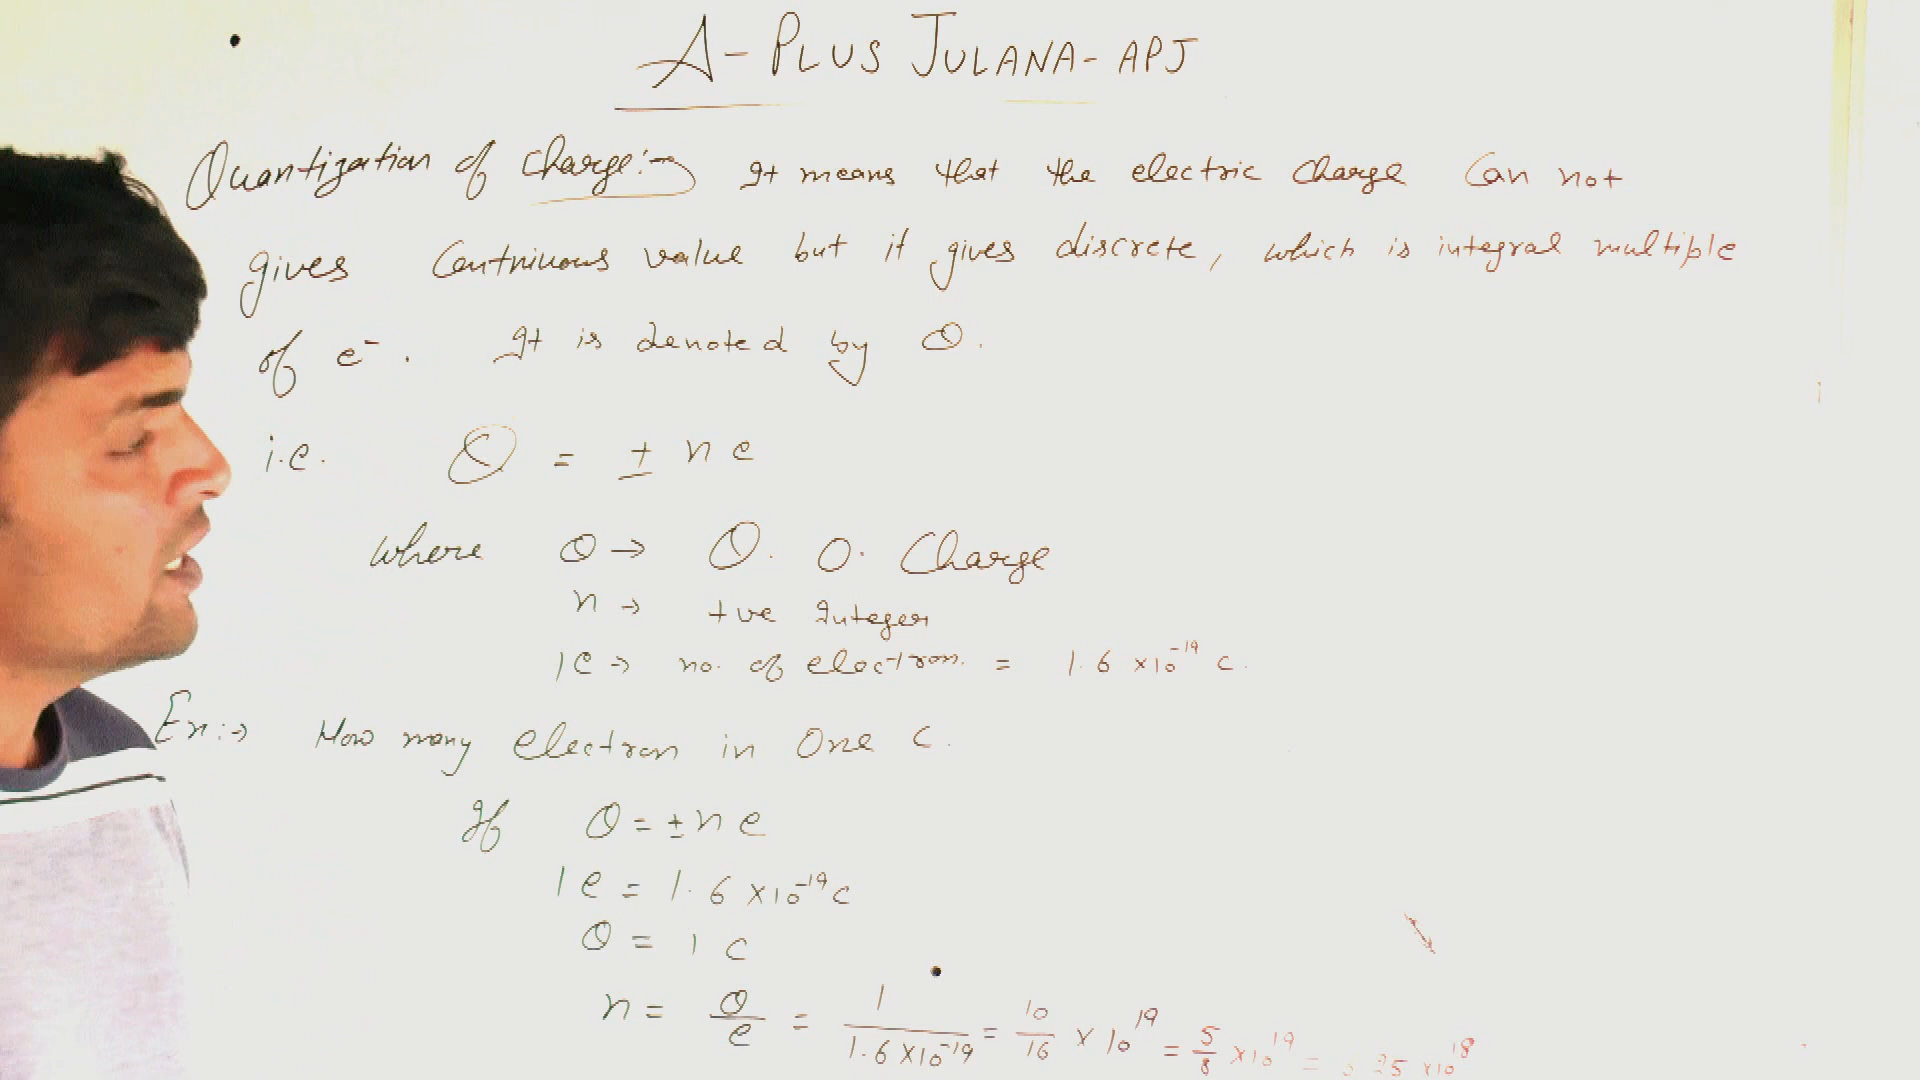 A-PLUS JULANA-APJ
Quantization of charge:- It means that the electric charge Can not
gives Continuous value but it gives discrete, which is integral multiple
of e⁻. It is denoted by Q.
i.e. Q = ± n e
where Q → Q. O. Charge
n → +ve Integer
1e → no. of electron. = 1.6 ×10⁻¹⁹ c.
Ex:→ How many electron in One C.
If Q = ± n e
1 e = 1.6 ×10⁻¹⁹ c
Q = 1 C
n = Q/e = 1/1.6×10⁻¹⁹ = 10/16 × 10¹⁹ = 5/8 ×10¹⁹ = 25 ×10¹⁸